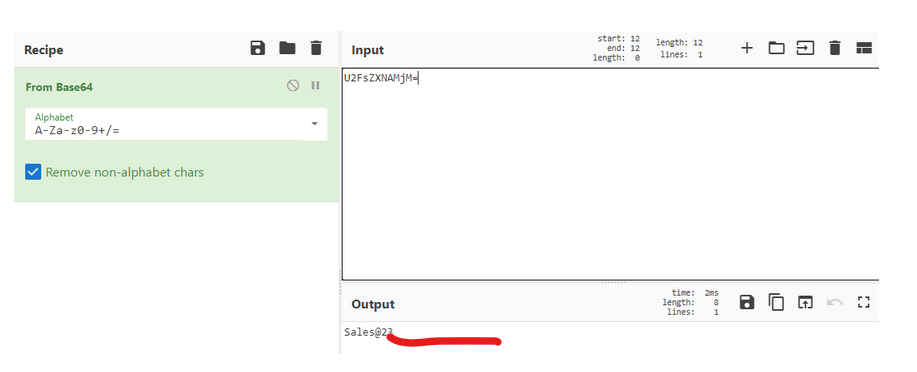 Recipe
From Base64
Alphabet
A-Za-z0-9+/=
Remove non-alphabet chars
Input
start: 12
end: 12
length: 0
length: 12
lines: 1
U2FsZXNAMjM=
Output
time: 2ms
length: 8
lines: 1
Sales@23